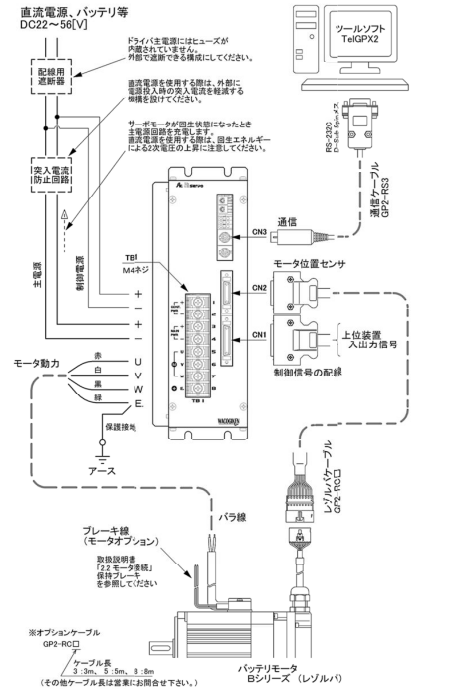 直流電源、バッテリ等
DC22～56[V]
ドライバ主電源にはヒューズが
内蔵されていません。
外部で遮断できる構成にしてください。
配線用
遮断器
直流電源を使用する際は、外部に
電源投入時の突入電流を軽減する
機構を設けてください。
サーボモータが回生状態になったとき
主電源回路を充電します。
直流電源を使用する際は、回生エネルギー
による2次電圧の上昇に注意してください。
突入電流
防止回路
主電源
制御電源
ツールソフト
TelGPX2
RS-232C
通信ケーブル
GP2-RS3
通信
CN3
モータ位置センサ
CN2
CN1
上位装置
入出力信号
制御信号の配線
TB1
M4ネジ
+
-
+
-
U
V
W
E
1
2
3
4
5
6
7
8
TB 1
WACOGIKEN
モータ動力
赤
白
黒
緑
保護接地
アース
バラ線
ブレーキ線
(モータオプション)
取扱説明書
「2.2 モータ接続」
保持ブレーキ
を参照してください
レゾルバケーブル
GP2-RC□
※オプションケーブル
GP2-RC□
ケーブル長
3 :3m、 5 :5m、 8 :8m
(その他ケーブル長は営業にお問合せ下さい。)
バッテリモータ
Bシリーズ (レゾルバ)